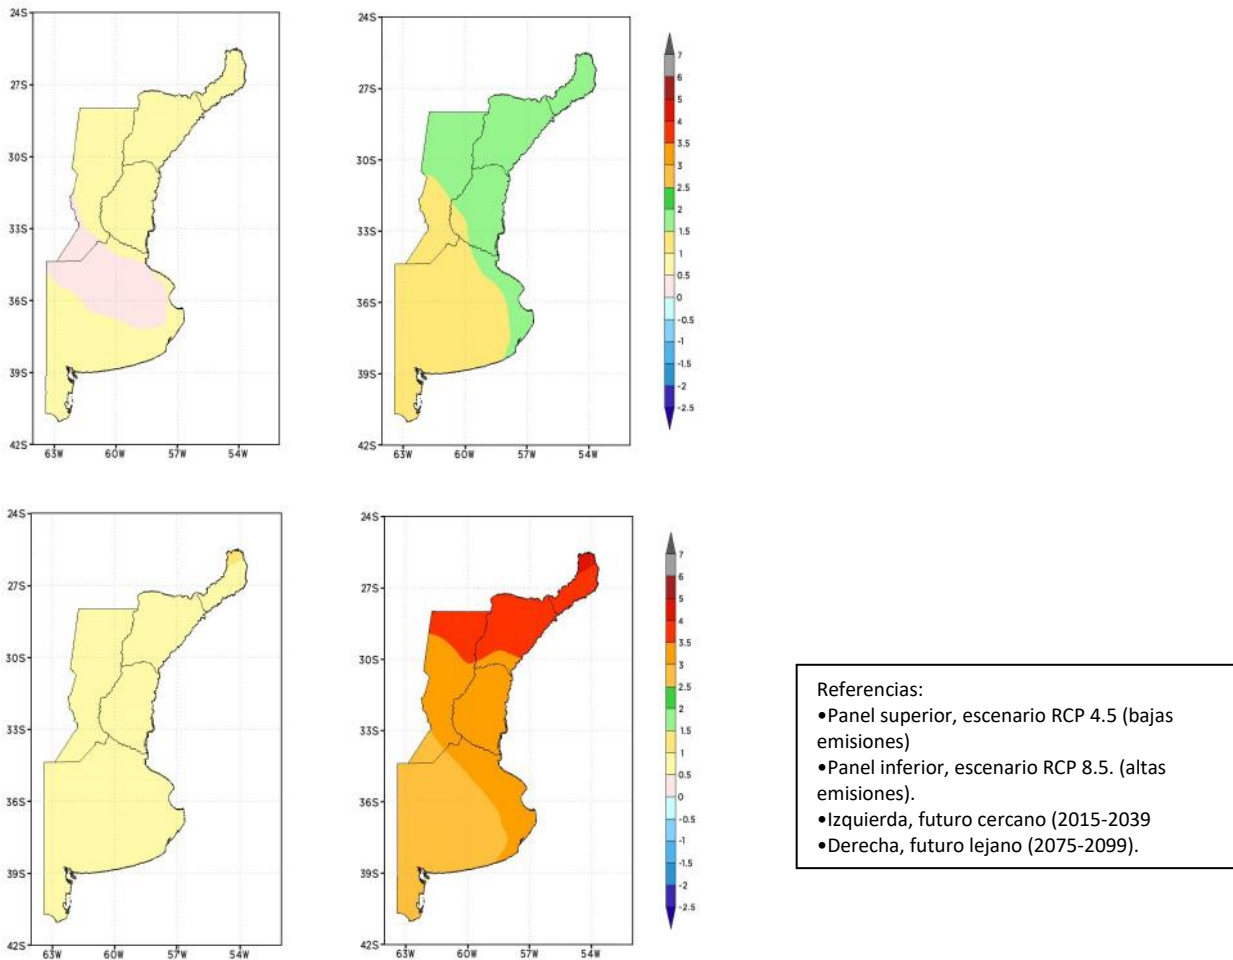 24S
27S
30S
33S
36S
39S
42S
63W 60W 57W 54W
24S
27S
30S
33S
36S
39S
42S
63W 60W 57W 54W
7
6
5
4
3.5
3
2.5
2
1.5
1
0.5
0
-0.5
-1
-1.5
-2
-2.5
24S
27S
30S
33S
36S
39S
42S
63W 60W 57W 54W
24S
27S
30S
33S
36S
39S
42S
63W 60W 57W 54W
7
6
5
4
3.5
3
2.5
2
1.5
1
0.5
0
-0.5
-1
-1.5
-2
-2.5
Referencias:
•Panel superior, escenario RCP 4.5 (bajas
emisiones)
•Panel inferior, escenario RCP 8.5. (altas
emisiones).
•Izquierda, futuro cercano (2015-2039
•Derecha, futuro lejano (2075-2099).